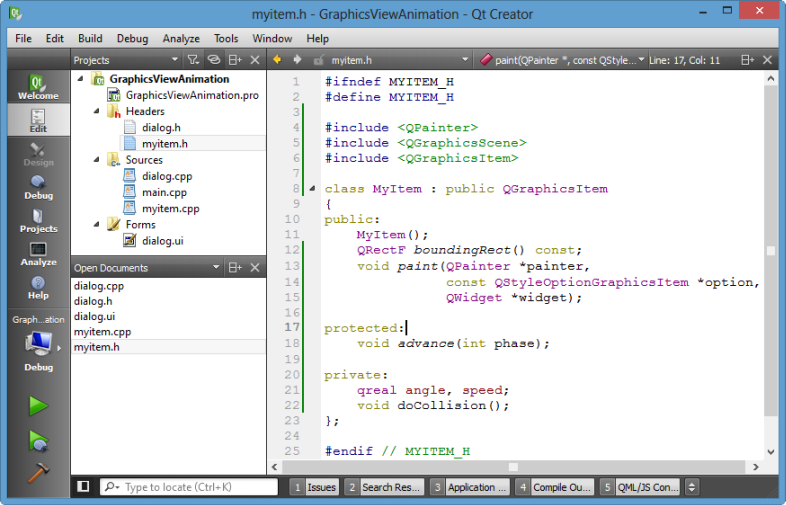 myitem.h - GraphicsViewAnimation - Qt Creator
File Edit Build Debug Analyze Tools Window Help
Projects
myitem.h
paint(QPainter *, const QStyle...
Line: 17, Col: 11
Qt
Welcome
Edit
Design
Debug
Projects
Analyze
Help
Graph...ation
Debug
GraphicsViewAnimation
GraphicsViewAnimation.pro
Headers
dialog.h
myitem.h
Sources
dialog.cpp
main.cpp
myitem.cpp
Forms
dialog.ui
Open Documents
dialog.cpp
dialog.h
dialog.ui
myitem.cpp
myitem.h
1 #ifndef MYITEM_H
2 #define MYITEM_H
3
4 #include <QPainter>
5 #include <QGraphicsScene>
6 #include <QGraphicsItem>
7
8 class MyItem : public QGraphicsItem
9 {
10 public:
11 MyItem();
12 QRectF boundingRect() const;
13 void paint(QPainter *painter,
14 const QStyleOptionGraphicsItem *option,
15 QWidget *widget);
16
17 protected:
18 void advance(int phase);
19
20 private:
21 qreal angle, speed;
22 void doCollision();
23 };
24
25 #endif // MYITEM_H
Type to locate (Ctrl+K)
1 Issues
2 Search Res...
3 Application ...
4 Compile Ou...
5 QML/JS Con...